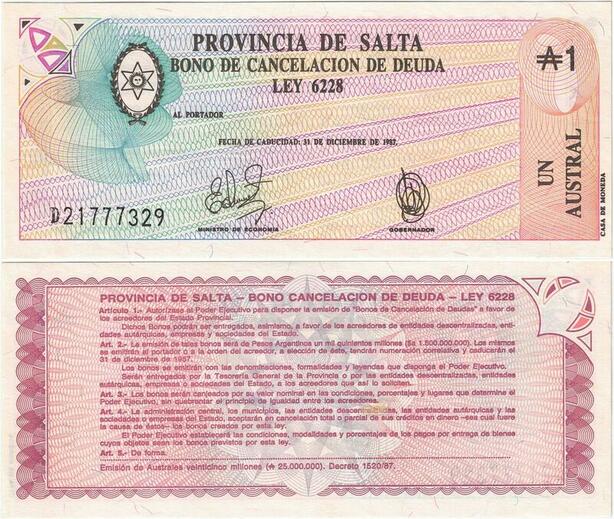 PROVINCIA DE SALTA
BONO DE CANCELACION DE DEUDA
LEY 6228
₳1
AL PORTADOR
FECHA DE CADUCIDAD: 31 DE DICIEMBRE DE 1987.
UN
AUSTRAL
CASA DE MONEDA
D21777329
MINISTRO DE ECONOMIA
GOBERNADOR
PROVINCIA DE SALTA – BONO CANCELACION DE DEUDA – LEY 6228
Artículo 1.- Autorízase al Poder Ejecutivo para disponer la emisión de "Bonos de Cancelación de Deudas" a favor de
los acreedores del Estado Provincial.
Dichos Bonos podrán ser entregados, asimismo, a favor de los acreedores de entidades descentralizadas, enti-
dades autárquicas, empresas y sociedades del Estado.
Art. 2.- La emisión de tales bonos será de Pesos Argentinos un mil quinientos millones ($a 1.500.000.000). Los mismos
se emitirán al portador o a la orden del acreedor, a elección de éste, tendrán numeración correlativa y caducarán el
31 de diciembre de 1987.
Los bonos se emitirán con las denominaciones, formalidades y leyendas que disponga el Poder Ejecutivo.
Serán entregados por la Tesorería General de la Provincia o por las entidades descentralizadas, entidades
autárquicas, empresas o sociedades del Estado, a los acreedores que así lo soliciten.
Art. 3.- Los bonos serán canjeados por su valor nominal en las condiciones, porcentajes y lugares que determine el
Poder Ejecutivo, sin quebrantar el principio de igualdad entre los acreedores.
Art. 4.- La administración central, los municipios, las entidades descentralizadas, las entidades autárquicas y las
sociedades o empresas del Estado, aceptarán en cancelación total o parcial de sus créditos en dinero –sea cual fuere
la causa de éstos– los bonos creados por esta ley.
El Poder Ejecutivo establecerá las condiciones, modalidades y porcentajes de los pagos por entrega de bienes
cuyos objetos sean los bonos previstos por esta ley.
Art. 5.- De forma.
Emisión de Australes veinticinco millones (₳ 25.000.000). Decreto 1520/87.